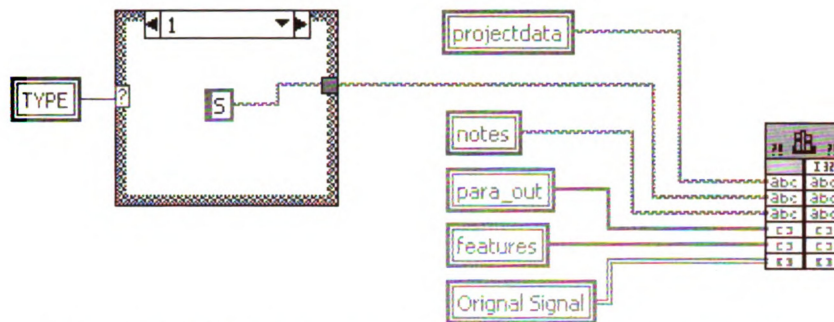 1
projectdata
TYPE
?
S
notes
?!
I32
abc abc
abc abc
abc abc
para_out
features
Orignal Signal